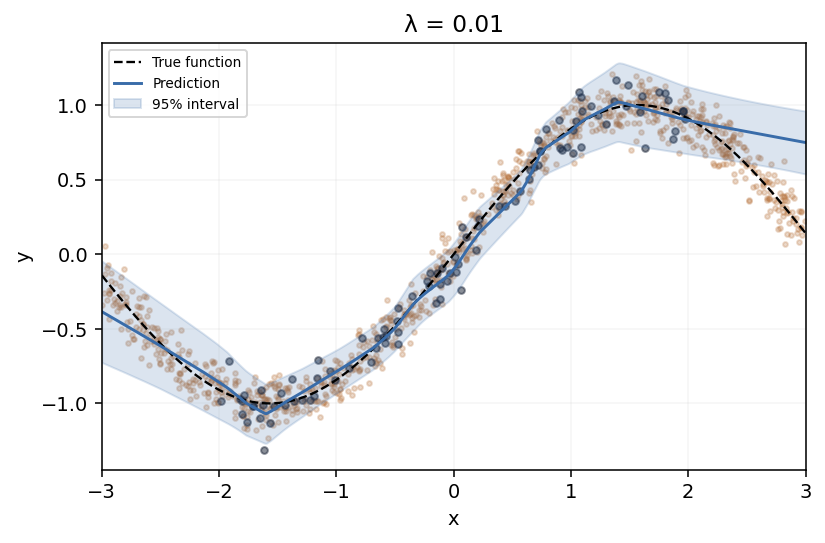 λ = 0.01
True function
Prediction
95% interval
y
1.0
0.5
0.0
−0.5
−1.0
−3 −2 −1 0 1 2 3
x